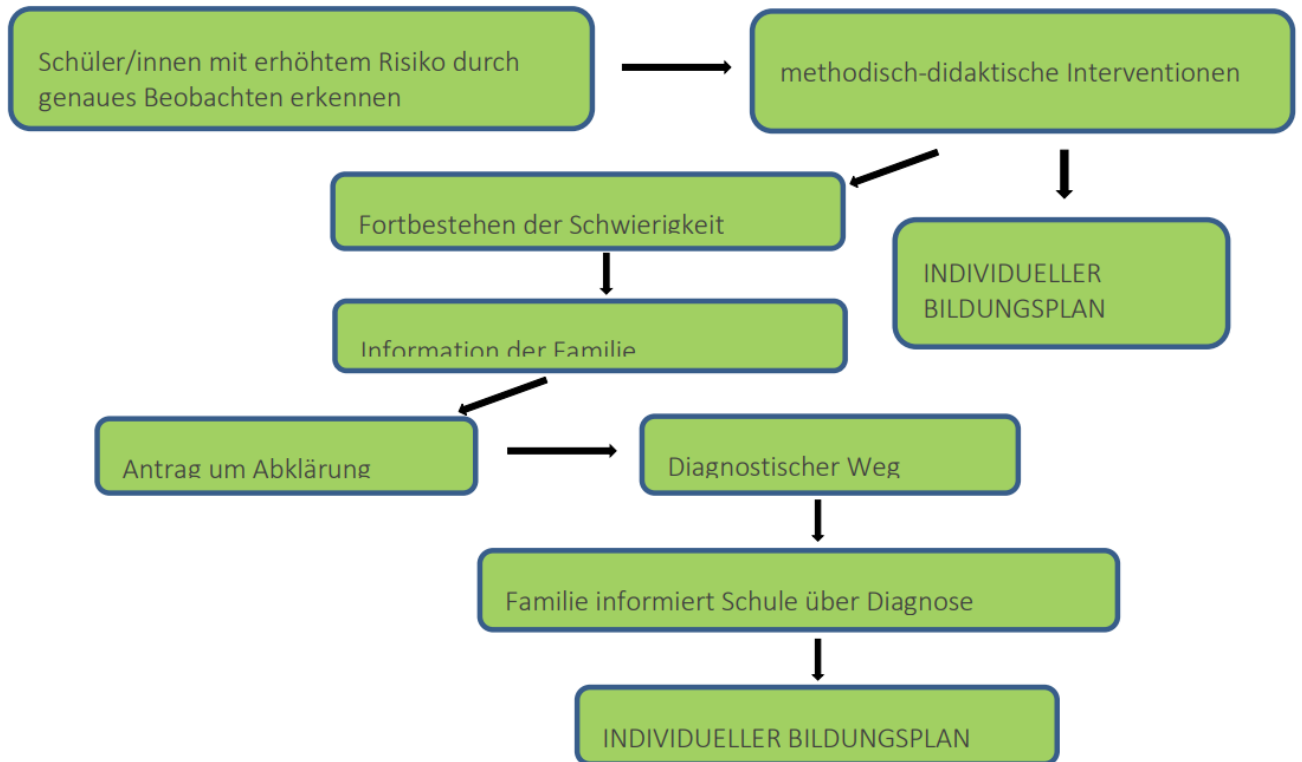 Schüler/innen mit erhöhtem Risiko durch
genaues Beobachten erkennen
methodisch-didaktische Interventionen
Fortbestehen der Schwierigkeit
INDIVIDUELLER
BILDUNGSPLAN
Information der Familie
Antrag um Abklärung
Diagnostischer Weg
Familie informiert Schule über Diagnose
INDIVIDUELLER BILDUNGSPLAN